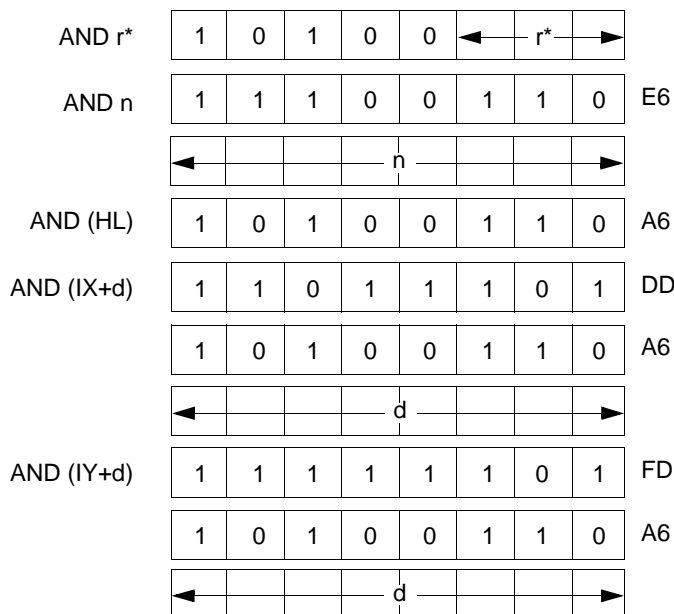 AND r* 1 0 1 0 0 r*
AND n 1 1 1 0 0 1 1 0 E6
n
AND (HL) 1 0 1 0 0 1 1 0 A6
AND (IX+d) 1 1 0 1 1 1 0 1 DD
1 0 1 0 0 1 1 0 A6
d
AND (IY+d) 1 1 1 1 1 1 0 1 FD
1 0 1 0 0 1 1 0 A6
d